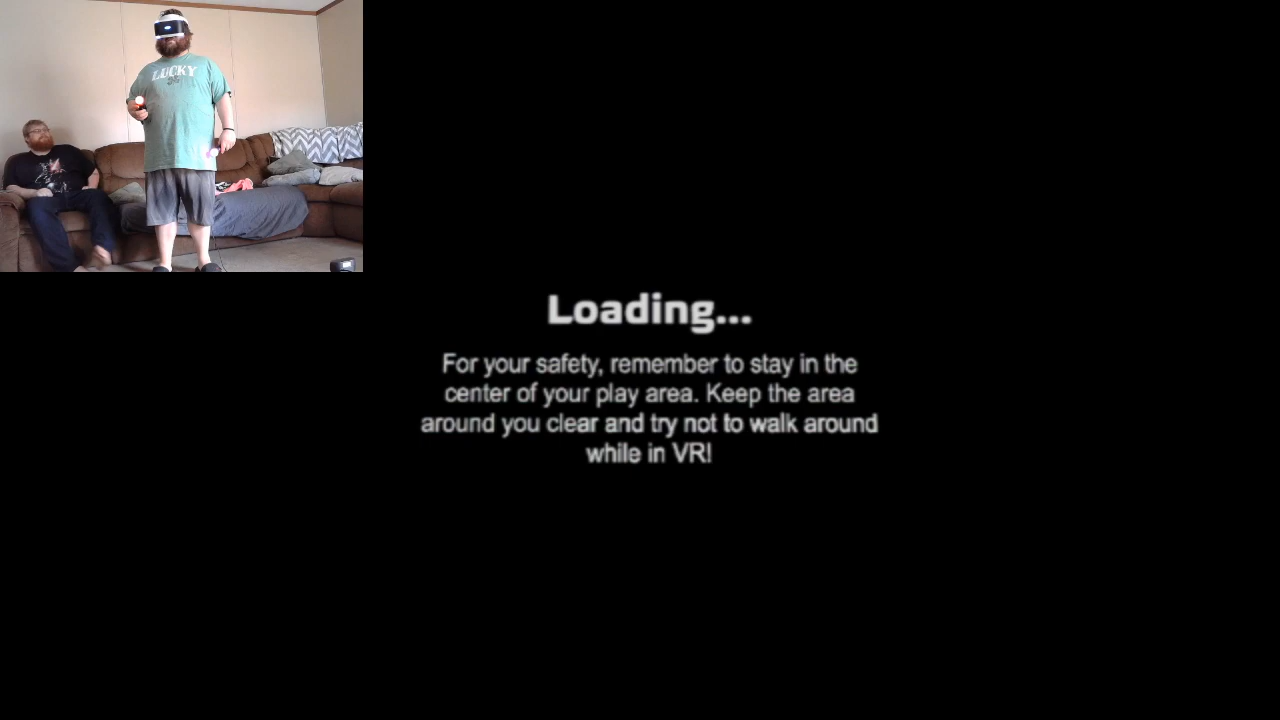 LUCKY
Loading...
For your safety, remember to stay in the
center of your play area. Keep the area
around you clear and try not to walk around
while in VR!